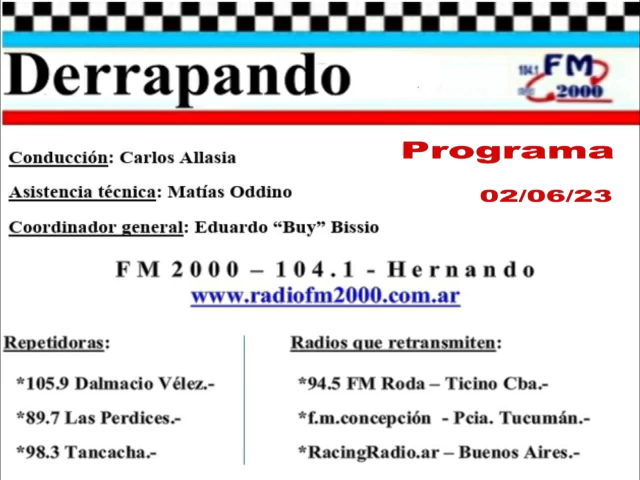 Derrapando
104.1 FM
2000
Conducción: Carlos Allasia
Programa
Asistencia técnica: Matías Oddino
02/06/23
Coordinador general: Eduardo “Buy” Bissio
FM 2000 – 104.1 - Hernando
www.radiofm2000.com.ar
Repetidoras:
Radios que retransmiten:
*105.9 Dalmacio Vélez.-
*94.5 FM Roda – Ticino Cba.-
*89.7 Las Perdices.-
*f.m.concepción - Pcia. Tucumán.-
*98.3 Tancacha.-
*RacingRadio.ar – Buenos Aires.-